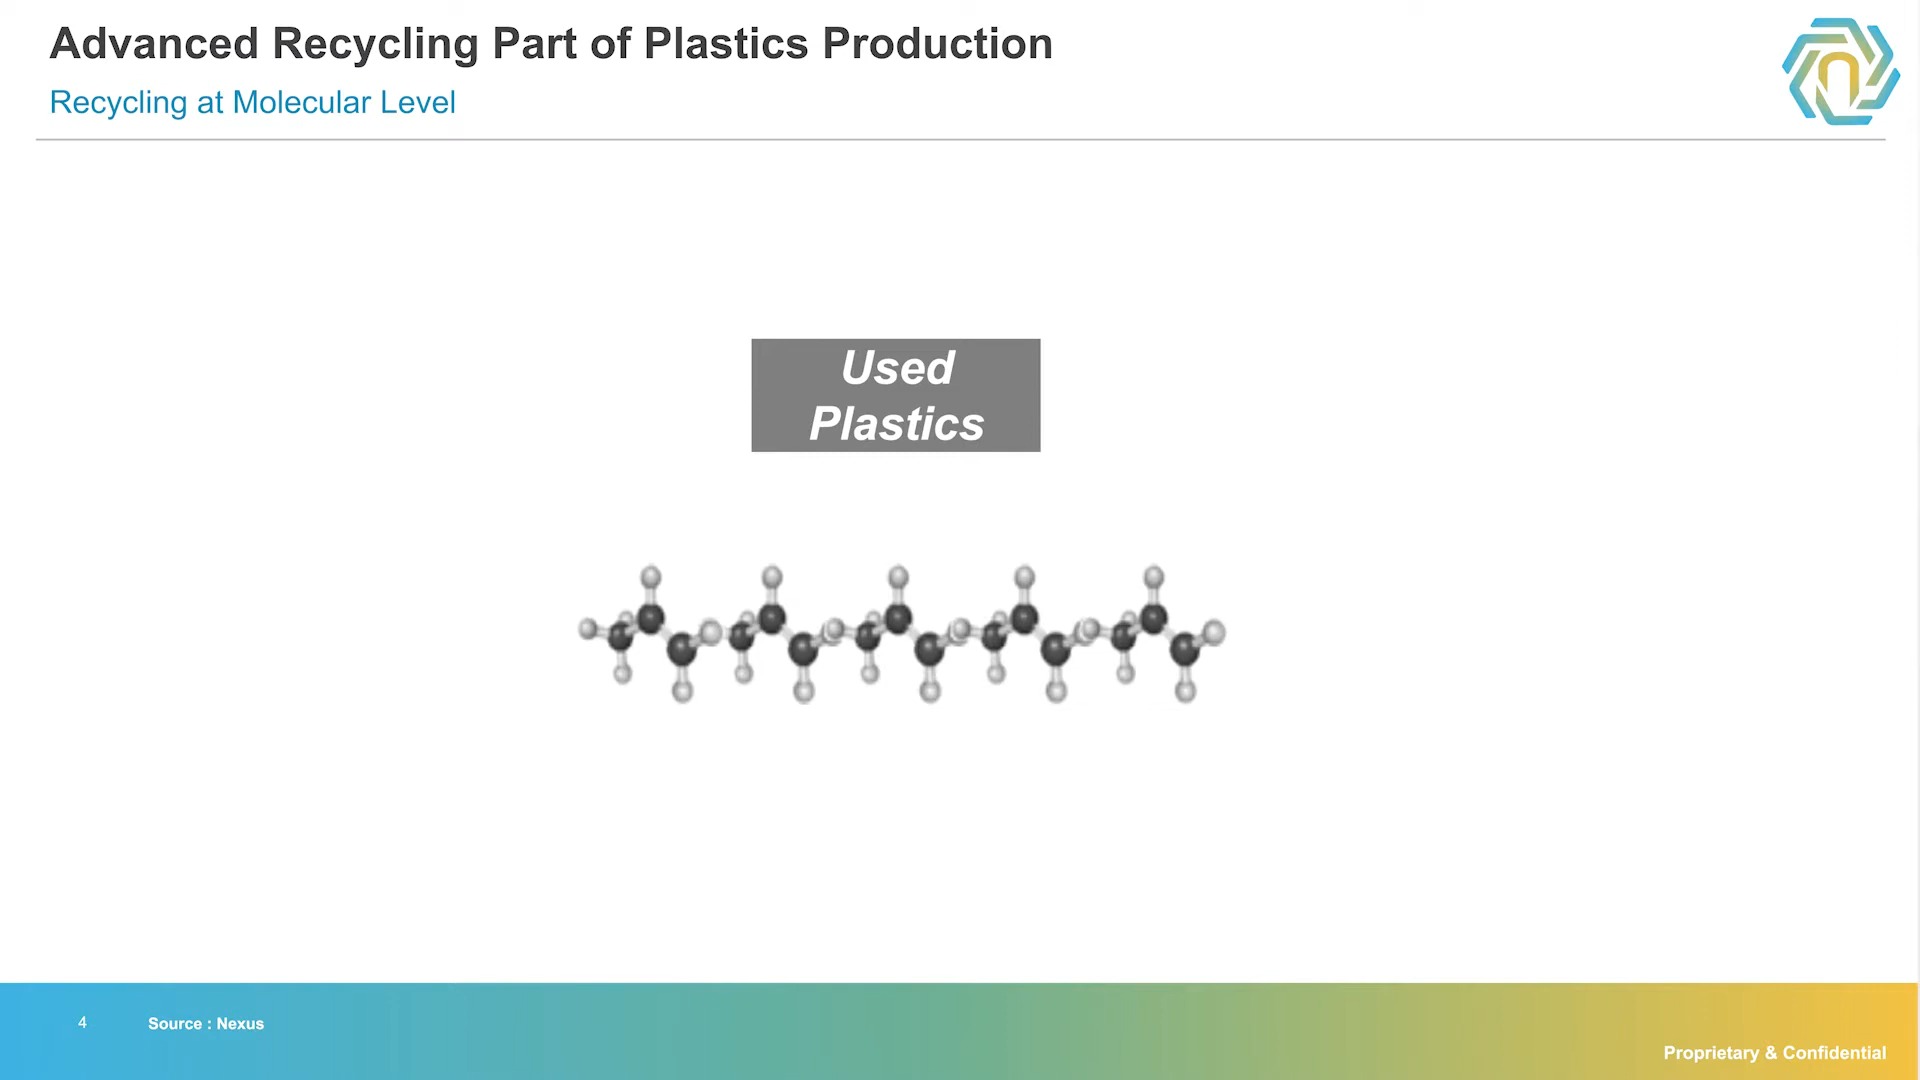 Advanced Recycling Part of Plastics Production
Recycling at Molecular Level
Used
Plastics
4
Source : Nexus
Proprietary & Confidential